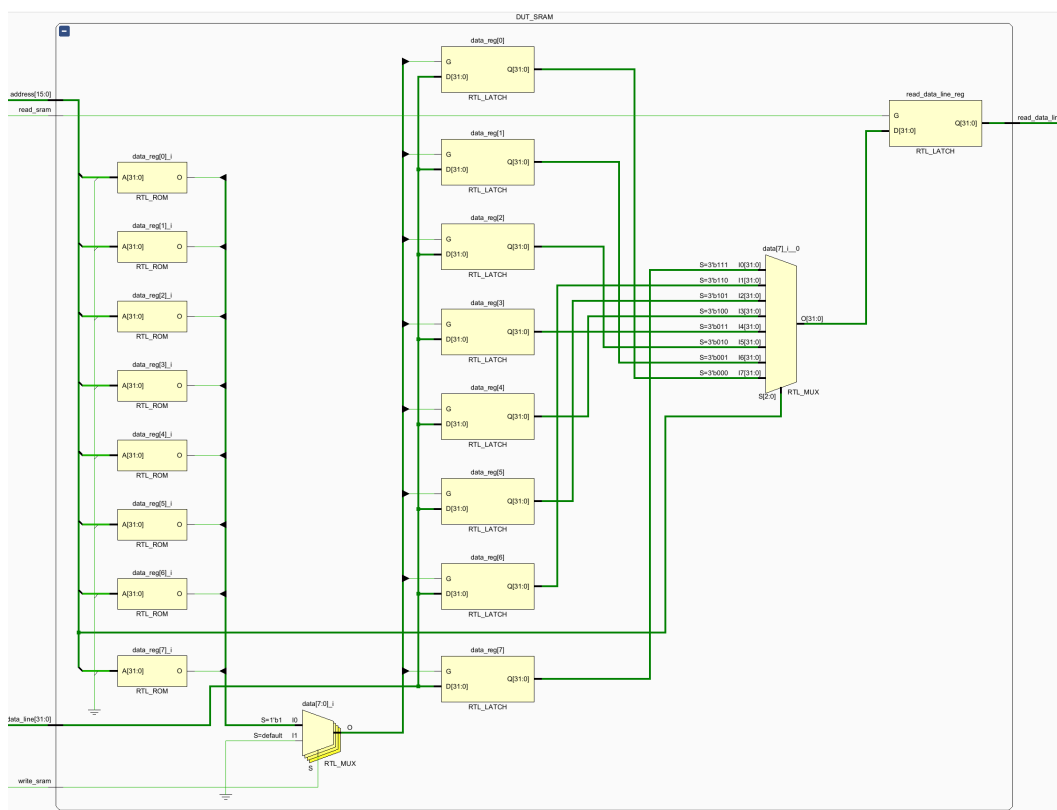 DUT_SRAM
address[15:0]
read_sram
data_reg[0]_i
A[31:0] O
RTL_ROM
data_reg[1]_i
A[31:0] O
RTL_ROM
data_reg[2]_i
A[31:0] O
RTL_ROM
data_reg[3]_i
A[31:0] O
RTL_ROM
data_reg[4]_i
A[31:0] O
RTL_ROM
data_reg[5]_i
A[31:0] O
RTL_ROM
data_reg[6]_i
A[31:0] O
RTL_ROM
data_reg[7]_i
A[31:0] O
RTL_ROM
data_line[31:0]
write_sram
data[7:0]_i
S=1'b1 I0
O
S=default I1
S
RTL_MUX
data_reg[0]
G
Q[31:0]
D[31:0]
RTL_LATCH
data_reg[1]
G
Q[31:0]
D[31:0]
RTL_LATCH
data_reg[2]
G
Q[31:0]
D[31:0]
RTL_LATCH
data_reg[3]
G
Q[31:0]
D[31:0]
RTL_LATCH
data_reg[4]
G
Q[31:0]
D[31:0]
RTL_LATCH
data_reg[5]
G
Q[31:0]
D[31:0]
RTL_LATCH
data_reg[6]
G
Q[31:0]
D[31:0]
RTL_LATCH
data_reg[7]
G
Q[31:0]
D[31:0]
RTL_LATCH
data[7]_i__0
S=3'b111 I0[31:0]
S=3'b110 I1[31:0]
S=3'b101 I2[31:0]
S=3'b100 I3[31:0]
O[31:0]
S=3'b011 I4[31:0]
S=3'b010 I5[31:0]
S=3'b001 I6[31:0]
S=3'b000 I7[31:0]
S[2:0]
RTL_MUX
read_data_line_reg
G
Q[31:0]
D[31:0]
RTL_LATCH
read_data_lin